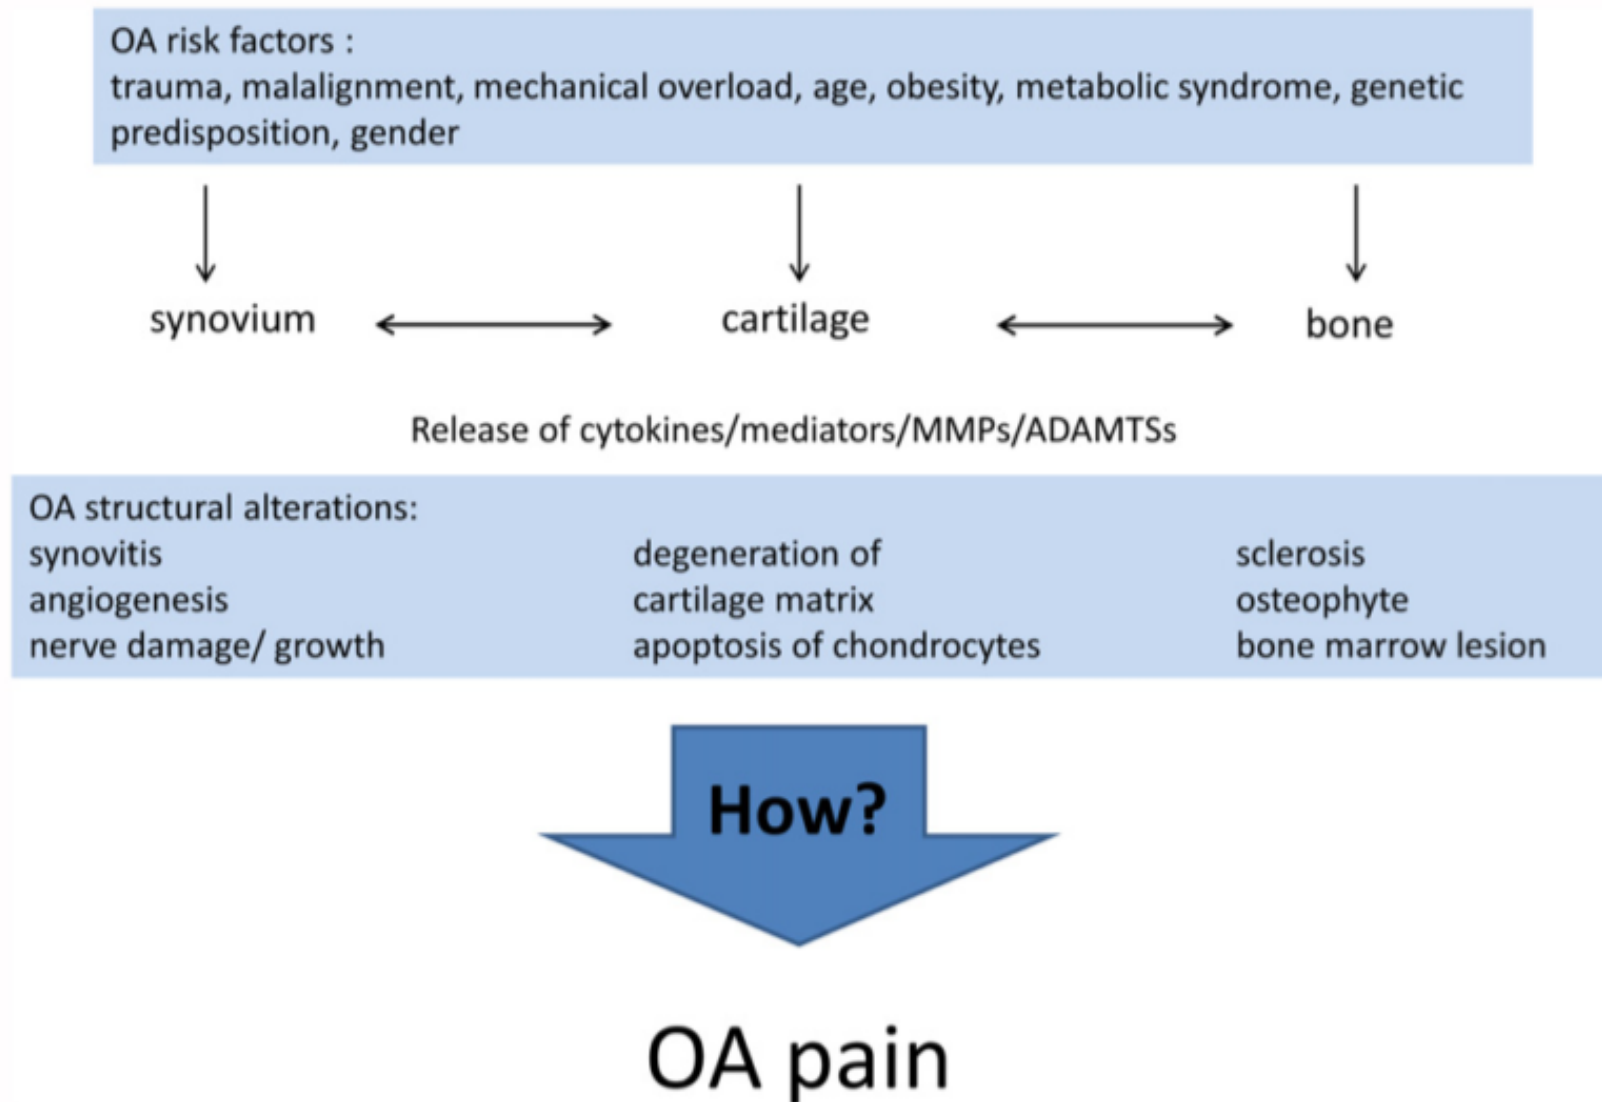 OA risk factors :
trauma, malalignment, mechanical overload, age, obesity, metabolic syndrome, genetic
predisposition, gender
synovium
cartilage
bone
Release of cytokines/mediators/MMPs/ADAMTSs
OA structural alterations:
synovitis
angiogenesis
nerve damage/ growth
degeneration of
cartilage matrix
apoptosis of chondrocytes
sclerosis
osteophyte
bone marrow lesion
How?
OA pain